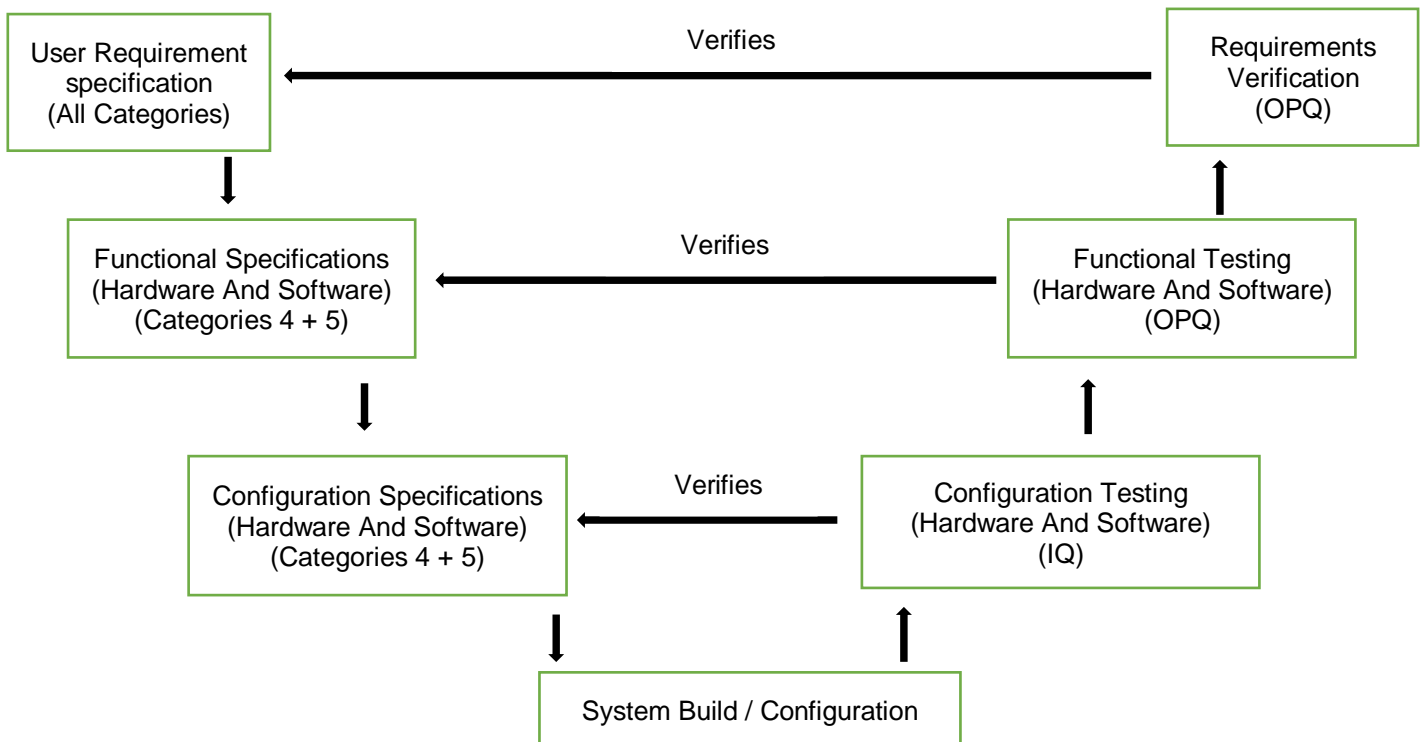 User Requirement
specification
(All Categories)
Verifies
Requirements
Verification
(OPQ)
Functional Specifications
(Hardware And Software)
(Categories 4 + 5)
Verifies
Functional Testing
(Hardware And Software)
(OPQ)
Configuration Specifications
(Hardware And Software)
(Categories 4 + 5)
Verifies
Configuration Testing
(Hardware And Software)
(IQ)
System Build / Configuration